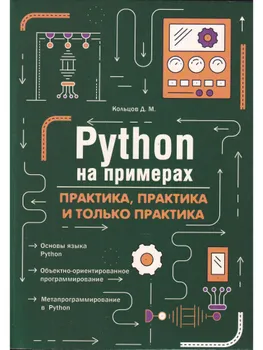 Кольцов Д. М.
Python
на примерах
ПРАКТИКА, ПРАКТИКА
И ТОЛЬКО ПРАКТИКА
Основы языка
Python
Объектно-ориентированное
программирование
Метапрограммирование
в Python